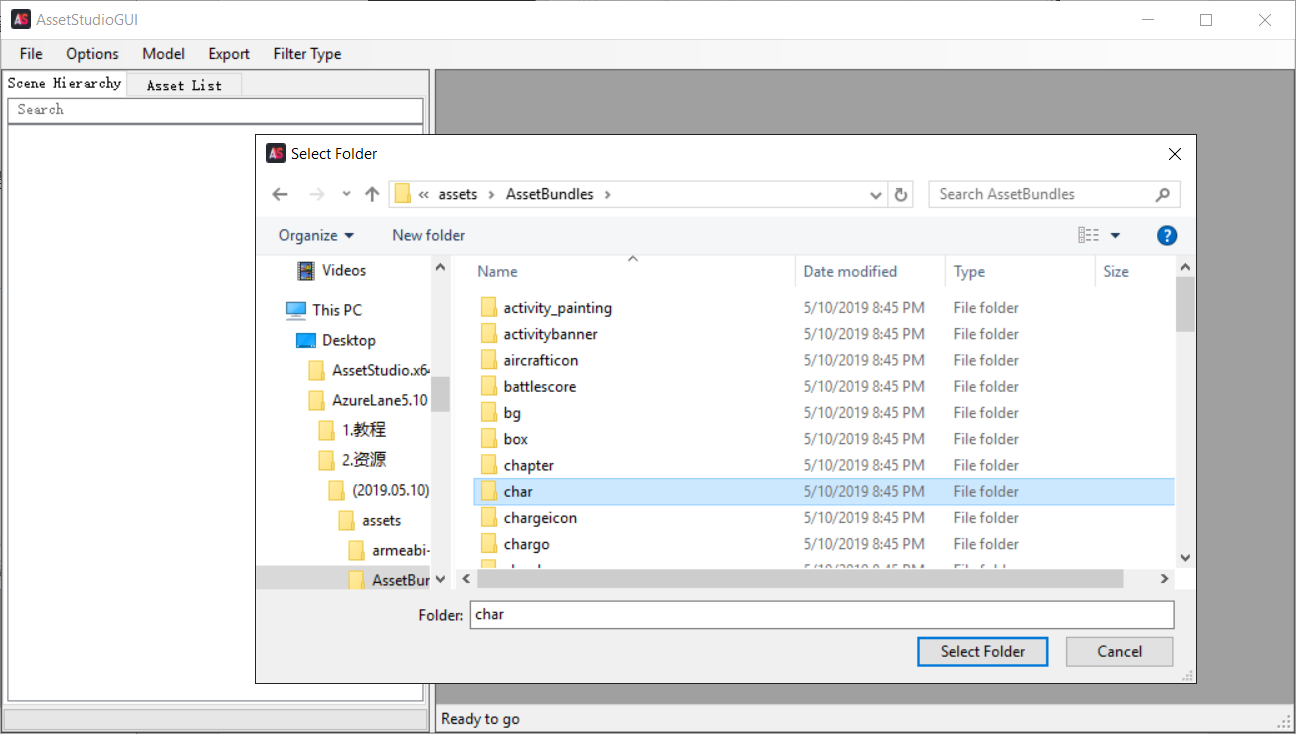 AssetStudioGUI
File Options Model Export Filter Type
Scene Hierarchy Asset List
Search
Select Folder
« assets › AssetBundles ›
Search AssetBundles
Organize New folder
Videos
This PC
Desktop
AssetStudio.x64
AzureLane5.10
1.教程
2.资源
(2019.05.10)
assets
armeabi-
AssetBun
Name Date modified Type Size
activity_painting 5/10/2019 8:45 PM File folder
activitybanner 5/10/2019 8:45 PM File folder
aircrafticon 5/10/2019 8:45 PM File folder
battlescore 5/10/2019 8:45 PM File folder
bg 5/10/2019 8:45 PM File folder
box 5/10/2019 8:45 PM File folder
chapter 5/10/2019 8:45 PM File folder
char 5/10/2019 8:45 PM File folder
chargeicon 5/10/2019 8:45 PM File folder
chargo 5/10/2019 8:45 PM File folder
Folder: char
Select Folder Cancel
Ready to go